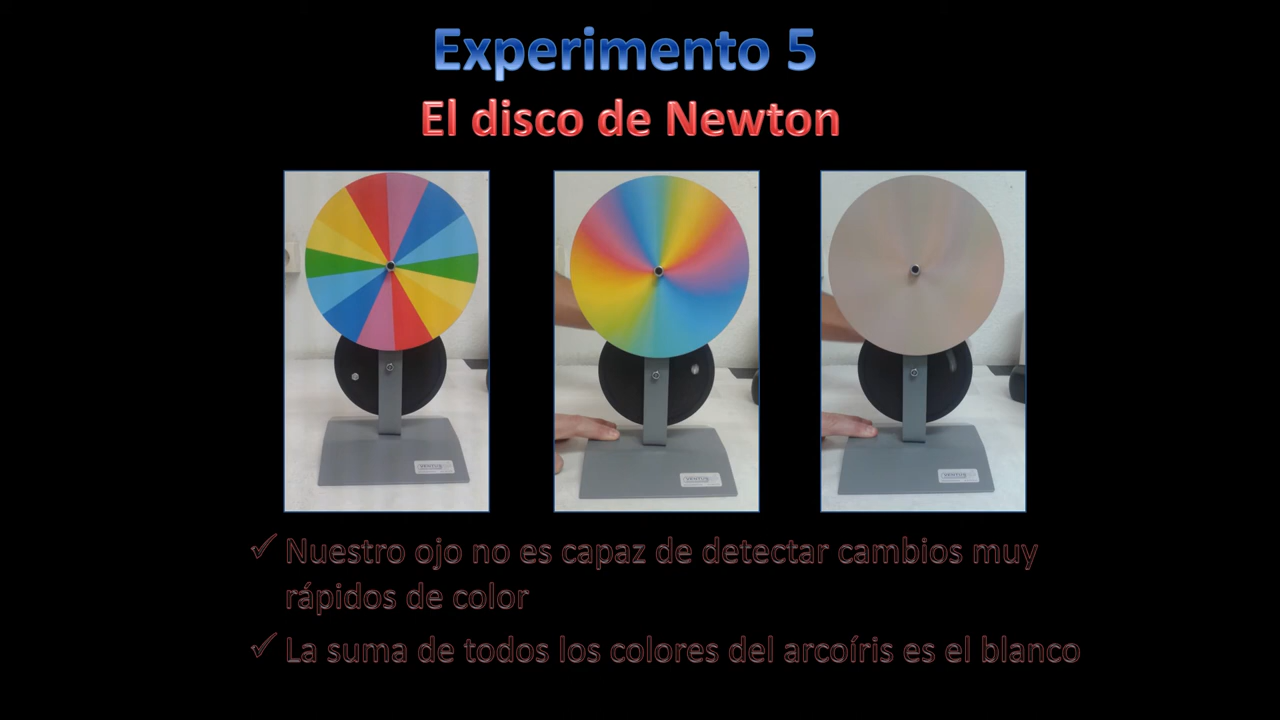 Experimento 5
El disco de Newton
✓ Nuestro ojo no es capaz de detectar cambios muy
rápidos de color
✓ La suma de todos los colores del arcoíris es el blanco